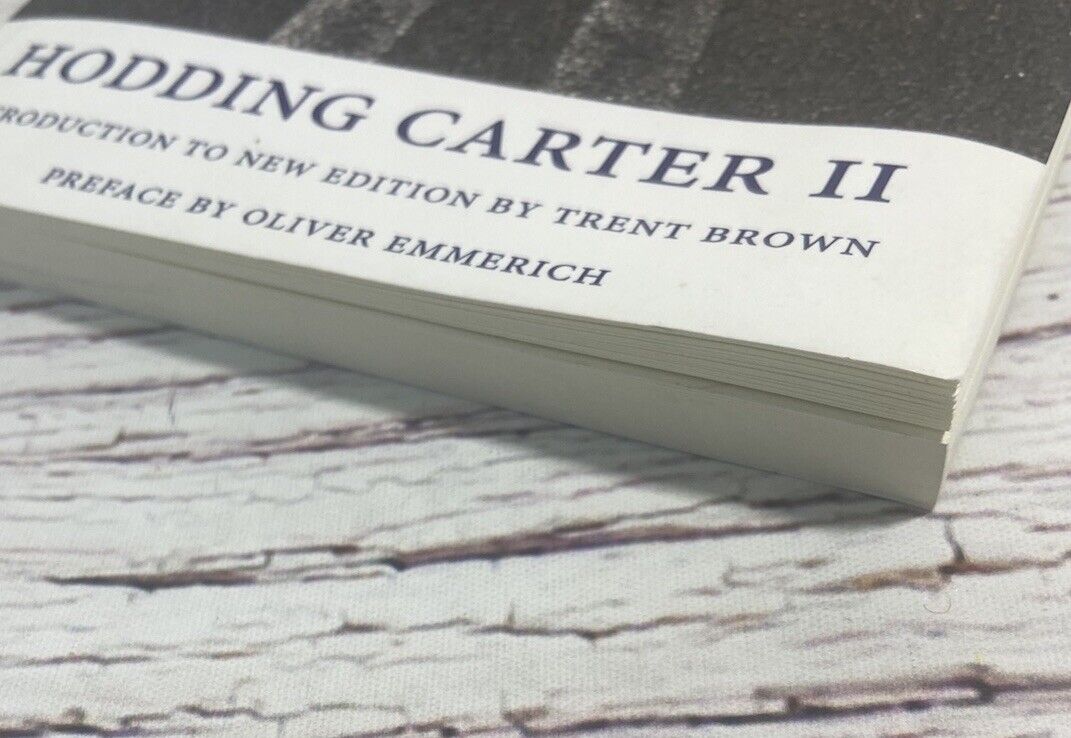 HODDING CARTER II
RODUCTION TO NEW EDITION BY TRENT BROWN
PREFACE BY OLIVER EMMERICH